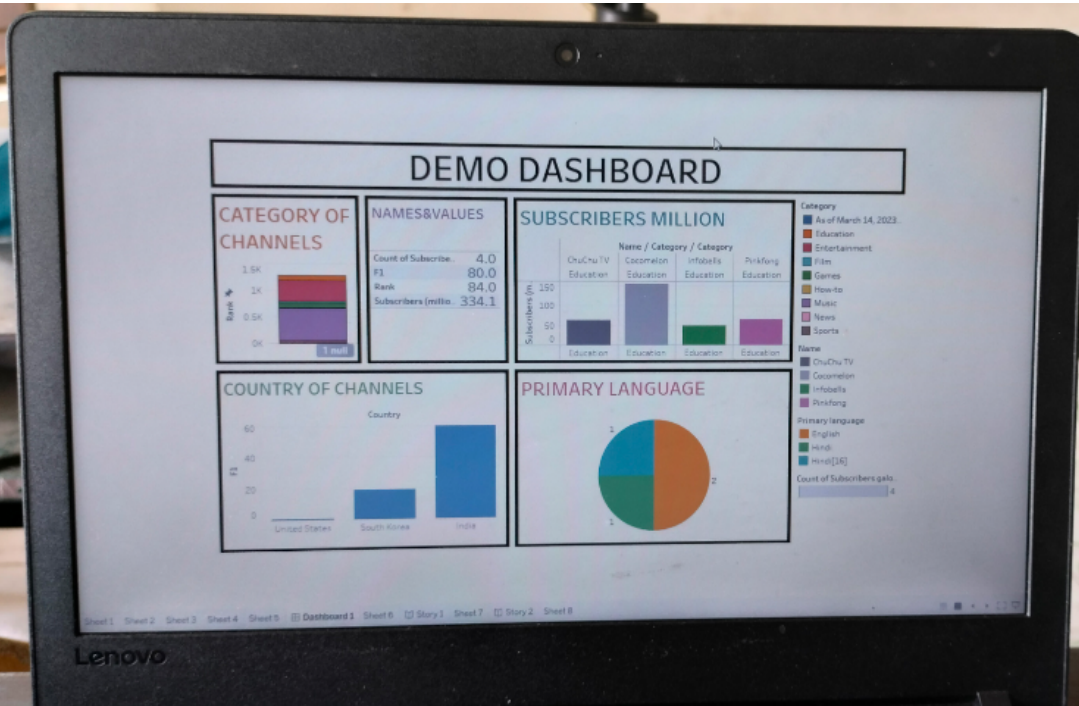 DEMO DASHBOARD
CATEGORY OF
CHANNELS
1.5K
1K
0.5K
0K
Rank
1 null
NAMES&VALUES
Count of Subscribe.. 4.0
F1 80.0
Rank 84.0
Subscribers (millio.. 334.1
SUBSCRIBERS MILLION
Name / Category / Category
ChuChu TV Cocomelon Infobells Pinkfong
Education Education Education Education
Subscribers (m..
150
100
50
0
Education Education Education Education
Category
As of March 14, 2023..
Education
Entertainment
Film
Games
How-to
Music
News
Sports
Name
ChuChu TV
Cocomelon
Infobells
Pinkfong
Primary language
English
Hindi
Hindi[16]
Count of Subscribers gain..
4
COUNTRY OF CHANNELS
Country
60
40
20
0
F1
United States South Korea India
PRIMARY LANGUAGE
1
2
1
Sheet 1 Sheet 2 Sheet 3 Sheet 4 Sheet 5 Dashboard 1 Sheet 6 Story 1 Sheet 7 Story 2 Sheet 8
Lenovo